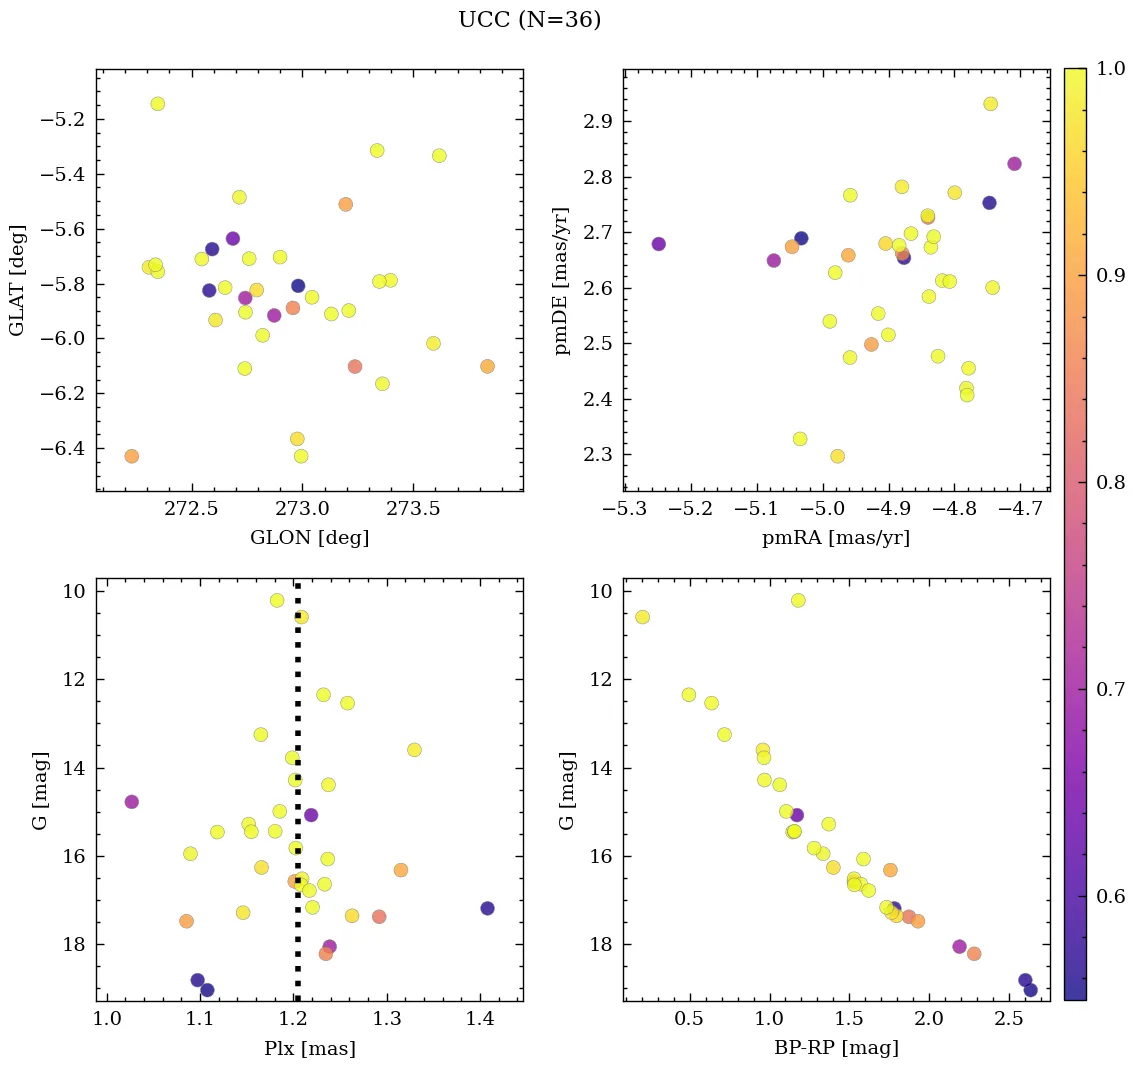 UCC (N=36)
−5.2
−5.4
−5.6
−5.8
−6.0
−6.2
−6.4
GLAT [deg]
272.5 273.0 273.5
GLON [deg]
2.9
2.8
2.7
2.6
2.5
2.4
2.3
pmDE [mas/yr]
−5.3 −5.2 −5.1 −5.0 −4.9 −4.8 −4.7
pmRA [mas/yr]
1.0
0.9
0.8
0.7
0.6
10
12
14
16
18
G [mag]
1.0 1.1 1.2 1.3 1.4
Plx [mas]
10
12
14
16
18
G [mag]
0.5 1.0 1.5 2.0 2.5
BP-RP [mag]